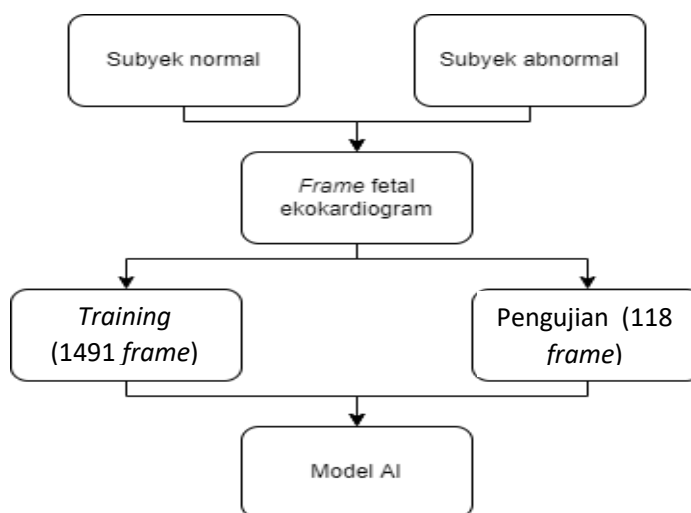 Subyek normal
Subyek abnormal
Frame fetal
ekokardiogram
Training
(1491 frame)
Pengujian (118
frame)
Model AI